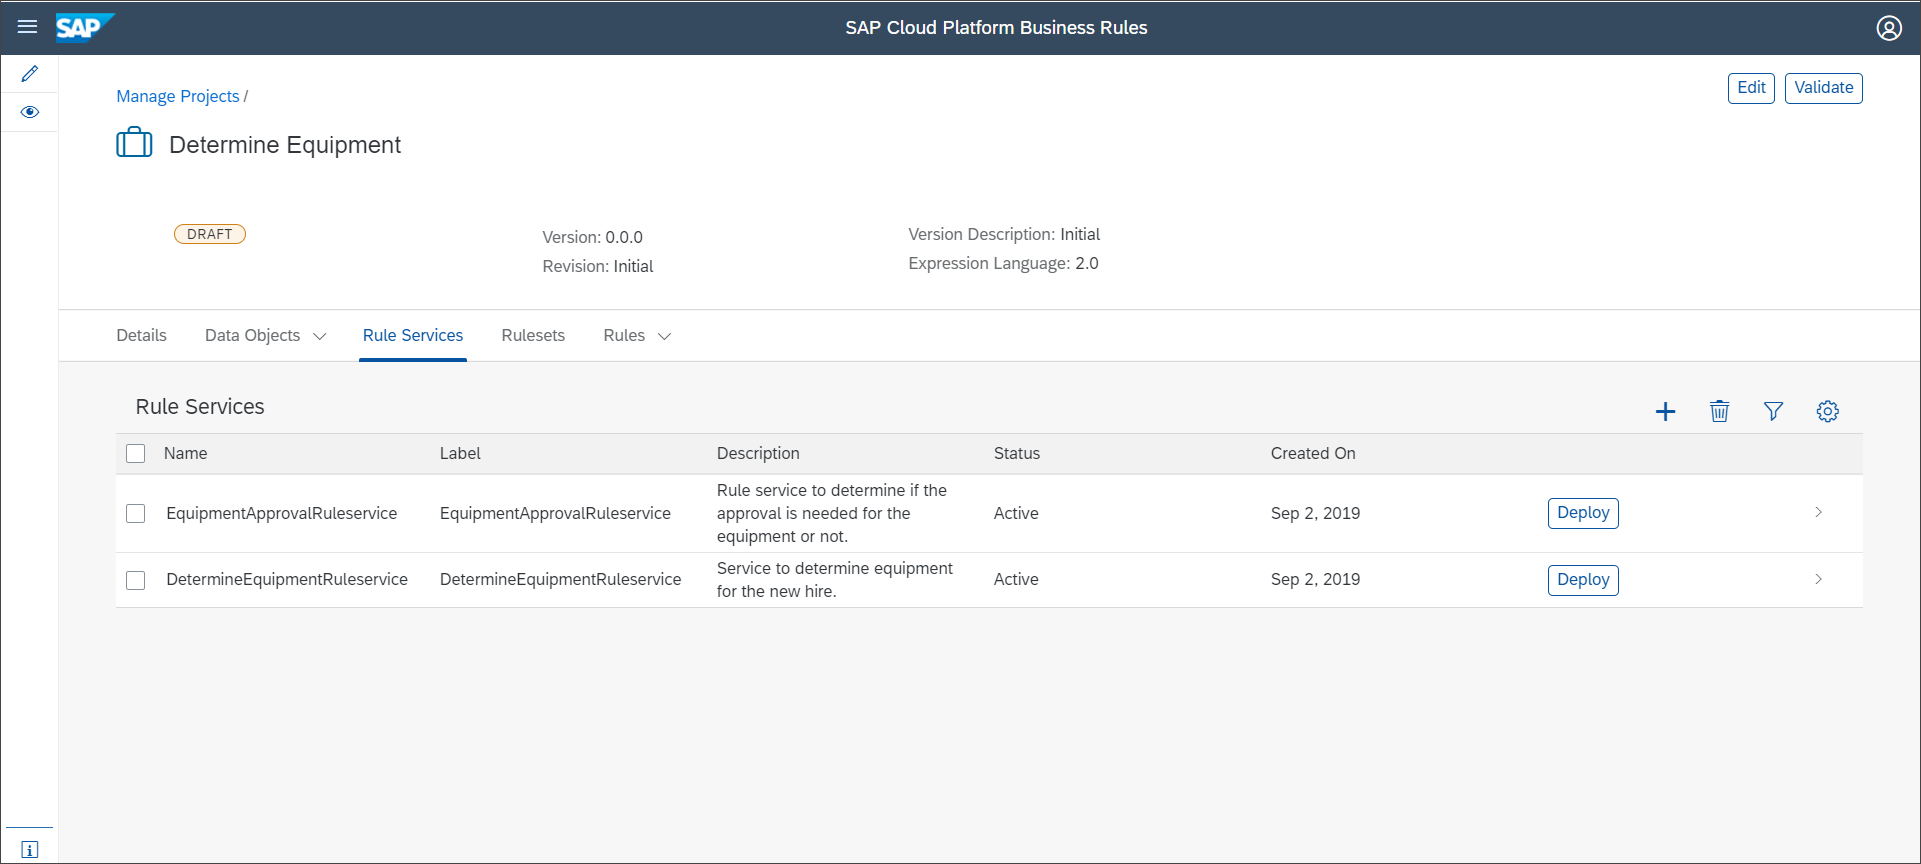 SAP
SAP Cloud Platform Business Rules
Manage Projects /
Edit
Validate
Determine Equipment
DRAFT
Version: 0.0.0
Revision: Initial
Version Description: Initial
Expression Language: 2.0
Details
Data Objects
Rule Services
Rulesets
Rules
Rule Services
Name
Label
Description
Status
Created On
EquipmentApprovalRuleservice
EquipmentApprovalRuleservice
Rule service to determine if the
approval is needed for the
equipment or not.
Active
Sep 2, 2019
Deploy
DetermineEquipmentRuleservice
DetermineEquipmentRuleservice
Service to determine equipment
for the new hire.
Active
Sep 2, 2019
Deploy